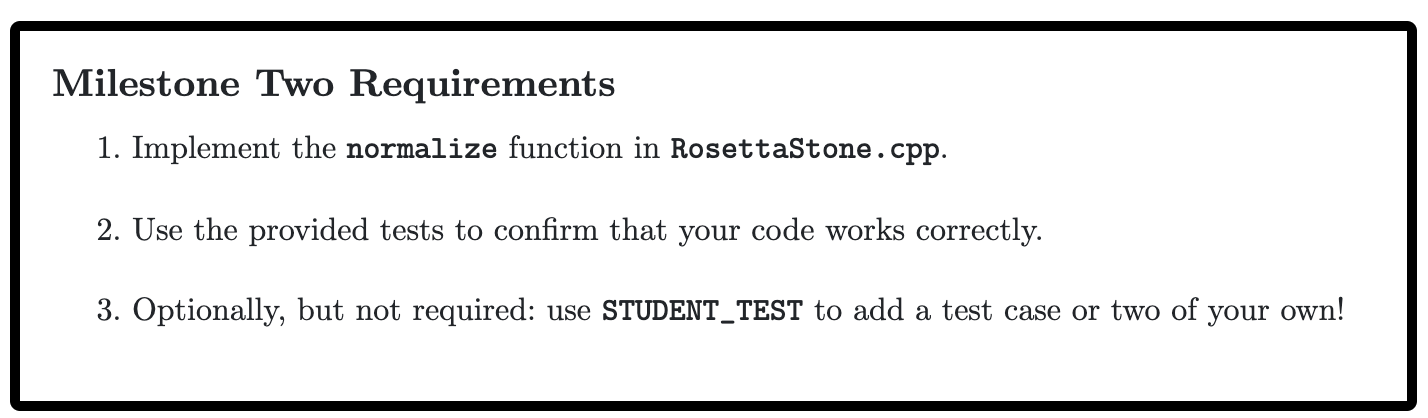 Milestone Two Requirements
1. Implement the normalize function in RosettaStone.cpp.
2. Use the provided tests to confirm that your code works correctly.
3. Optionally, but not required: use STUDENT_TEST to add a test case or two of your own!